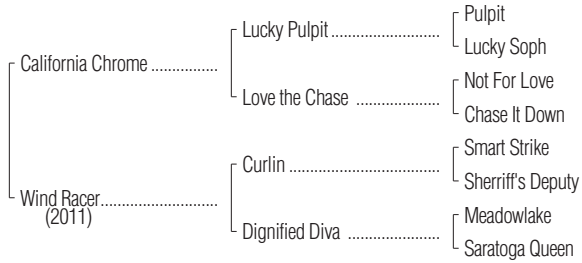 Pulpit
Lucky Pulpit
Lucky Soph
California Chrome
Not For Love
Love the Chase
Chase It Down
Smart Strike
Curlin
Sherriff's Deputy
Wind Racer
(2011)
Meadowlake
Dignified Diva
Saratoga Queen